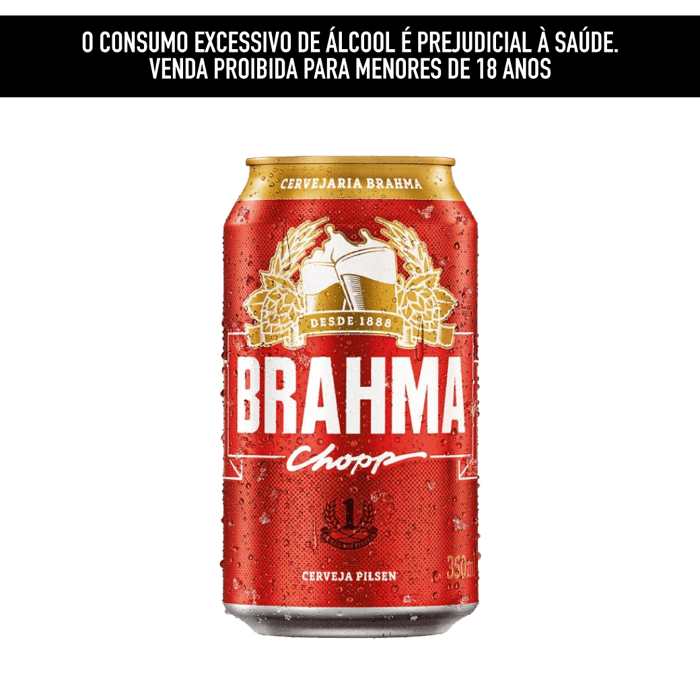 O CONSUMO EXCESSIVO DE ÁLCOOL É PREJUDICIAL À SAÚDE.
VENDA PROIBIDA PARA MENORES DE 18 ANOS
CERVEJARIA BRAHMA
DESDE 1888
BRAHMA
Chopp
1
CERVEJA PILSEN
350ml